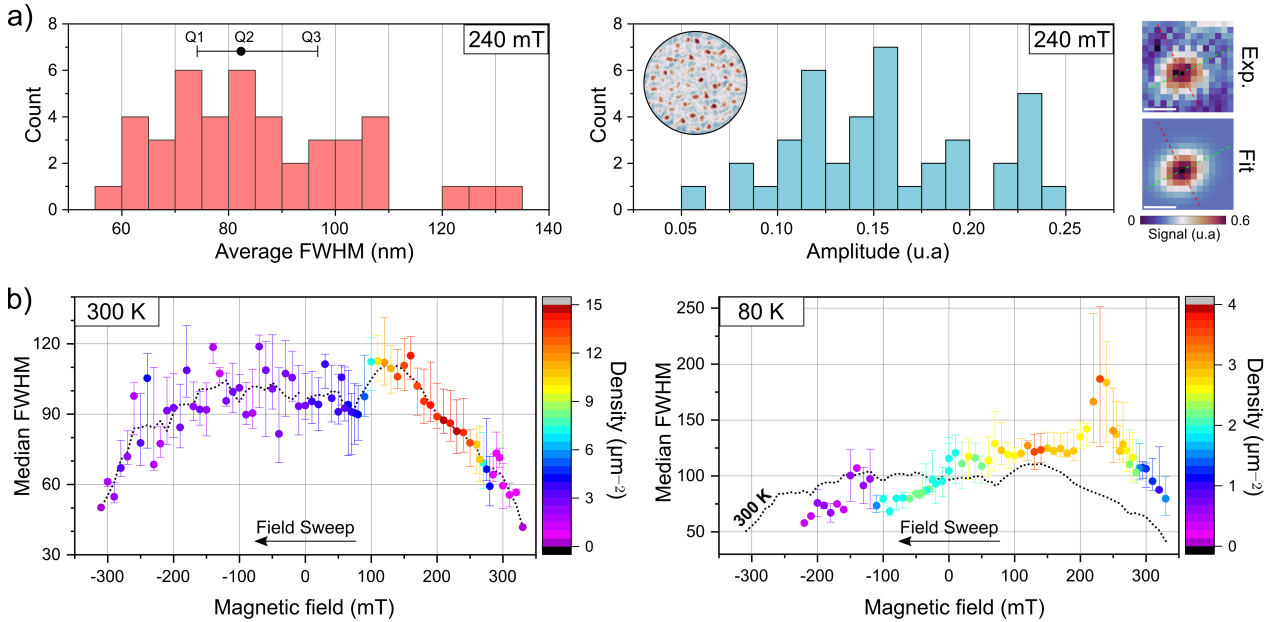 a)
8
6
4
2
0
Count
Q1 Q2 Q3
240 mT
60 80 100 120 140
Average FWHM (nm)
8
6
4
2
0
Count
240 mT
0.05 0.10 0.15 0.20 0.25
Amplitude (u.a)
Exp.
Fit
0 0.6
Signal (u.a)
b)
300 K
120
90
60
30
Median FWHM
Field Sweep
-300 -200 -100 0 100 200 300
Magnetic field (mT)
15
12
9
6
3
0
Density (μm⁻²)
80 K
250
200
150
100
50
Median FWHM
300 K
Field Sweep
-300 -200 -100 0 100 200 300
Magnetic field (mT)
4
3
2
1
0
Density (μm⁻²)